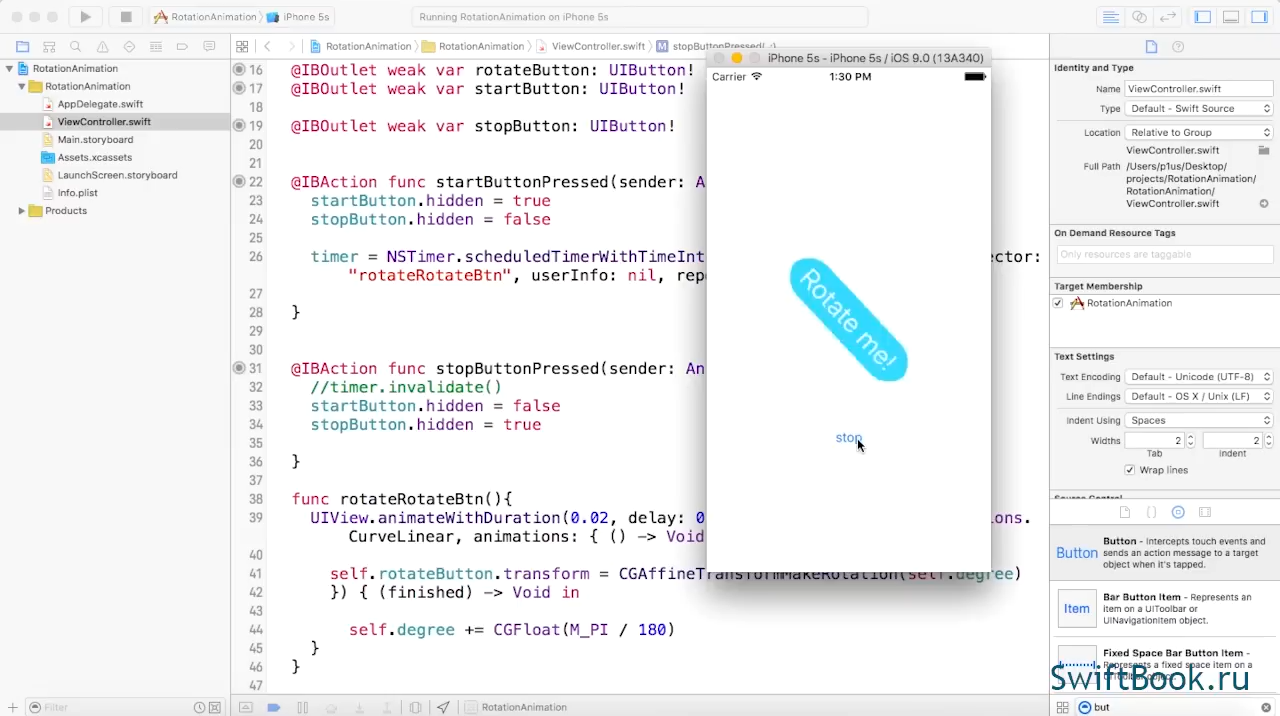 RotationAnimation
iPhone 5s
Running RotationAnimation on iPhone 5s
RotationAnimation
RotationAnimation
AppDelegate.swift
ViewController.swift
Main.storyboard
Assets.xcassets
LaunchScreen.storyboard
Info.plist
Products
Filter
RotationAnimation
RotationAnimation
ViewController.swift
M
16 @IBOutlet weak var rotateButton: UIButton!
17 @IBOutlet weak var startButton: UIButton!
18
19 @IBOutlet weak var stopButton: UIButton!
20
21
22 @IBAction func startButtonPressed(sender: A
23 startButton.hidden = true
24 stopButton.hidden = false
25
26 timer = NSTimer.scheduledTimerWithTimeInt ector:
"rotateRotateBtn", userInfo: nil, rep
27
28 }
29
30
31 @IBAction func stopButtonPressed(sender: An
32 //timer.invalidate()
33 startButton.hidden = false
34 stopButton.hidden = true
35
36 }
37
38 func rotateRotateBtn(){
39 UIView.animateWithDuration(0.02, delay: 0 ions.
CurveLinear, animations: { () -> Void
40
41 self.rotateButton.transform = CGAffineTransformMakeRotation(self.degree)
42 }) { (finished) -> Void in
43
44 self.degree += CGFloat(M_PI / 180)
45 }
46 }
47
RotationAnimation
iPhone 5s - iPhone 5s / iOS 9.0 (13A340)
Carrier 1:30 PM
Rotate me!
stop
Identity and Type
Name ViewController.swift
Type Default - Swift Source
Location Relative to Group
ViewController.swift
Full Path /Users/p1us/Desktop/
projects/RotationAnimation/
RotationAnimation/
ViewController.swift
On Demand Resource Tags
Only resources are taggable
Target Membership
RotationAnimation
Text Settings
Text Encoding Default - Unicode (UTF-8)
Line Endings Default - OS X / Unix (LF)
Indent Using Spaces
Widths 2 2
Tab Indent
Wrap lines
Source Control
Button
Button - Intercepts touch events and
sends an action message to a target
object when it's tapped.
Item
Bar Button Item - Represents an
item on a UIToolbar or
UINavigationItem object.
Fixed Space Bar Button Item -
Represents a fixed space item on a
SwiftBook.ru
but